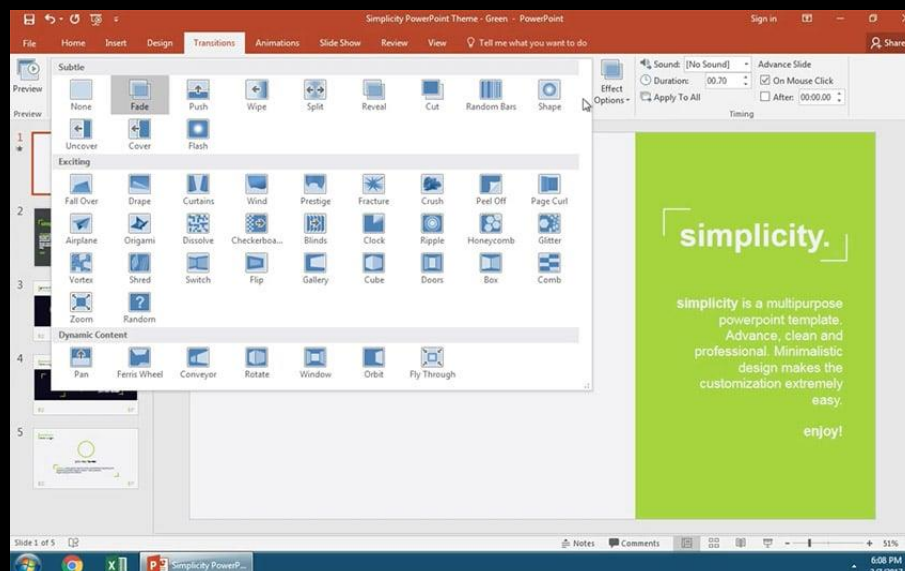 Simplicity PowerPoint Theme - Green - PowerPoint
Sign in
File Home Insert Design Transitions Animations Slide Show Review View Tell me what you want to do Share
Preview
Preview
Subtle
None Fade Push Wipe Split Reveal Cut Random Bars Shape
Uncover Cover Flash
Exciting
Fall Over Drape Curtains Wind Prestige Fracture Crush Peel Off Page Curl
Airplane Origami Dissolve Checkerboa... Blinds Clock Ripple Honeycomb Glitter
Vortex Shred Switch Flip Gallery Cube Doors Box Comb
Zoom Random
Dynamic Content
Pan Ferris Wheel Conveyor Rotate Window Orbit Fly Through
Effect
Options
Sound: [No Sound]
Duration: 00.70
Apply To All
Advance Slide
On Mouse Click
After: 00:00.00
Timing
1
2
3
4
5
simplicity.
simplicity is a multipurpose
powerpoint template.
Advance, clean and
professional. Minimalistic
design makes the
customization extremely
easy.
enjoy!
Slide 1 of 5
Notes Comments 51%
Simplicity PowerP...
6:08 PM